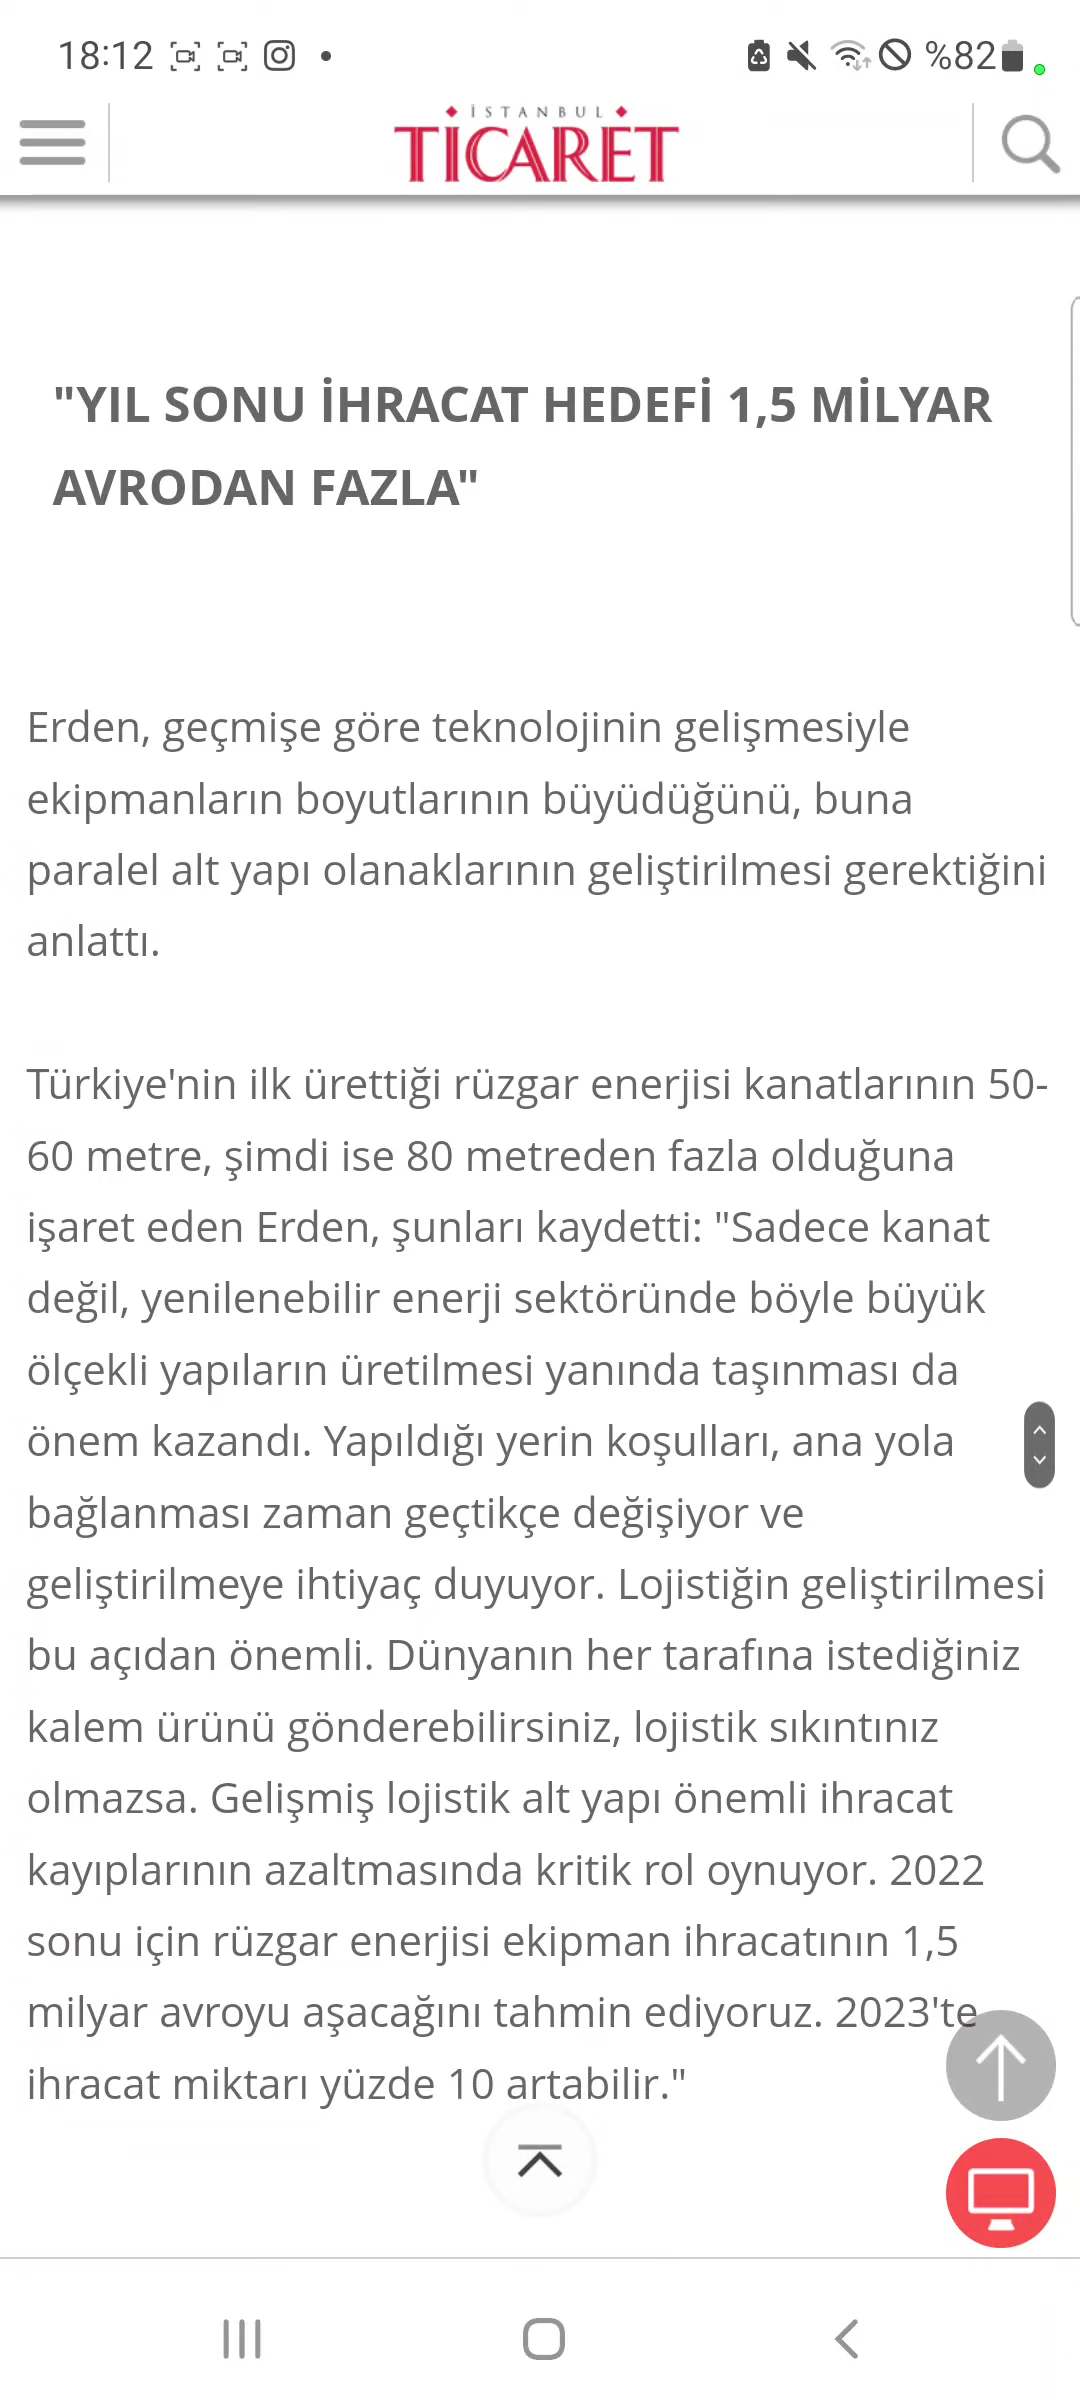 18:12
%82
İSTANBUL
TİCARET
"YIL SONU İHRACAT HEDEFİ 1,5 MİLYAR
AVRODAN FAZLA"
Erden, geçmişe göre teknolojinin gelişmesiyle
ekipmanların boyutlarının büyüdüğünü, buna
paralel alt yapı olanaklarının geliştirilmesi gerektiğini
anlattı.
Türkiye'nin ilk ürettiği rüzgar enerjisi kanatlarının 50-
60 metre, şimdi ise 80 metreden fazla olduğuna
işaret eden Erden, şunları kaydetti: "Sadece kanat
değil, yenilenebilir enerji sektöründe böyle büyük
ölçekli yapıların üretilmesi yanında taşınması da
önem kazandı. Yapıldığı yerin koşulları, ana yola
bağlanması zaman geçtikçe değişiyor ve
geliştirilmeye ihtiyaç duyuyor. Lojistiğin geliştirilmesi
bu açıdan önemli. Dünyanın her tarafına istediğiniz
kalem ürünü gönderebilirsiniz, lojistik sıkıntınız
olmazsa. Gelişmiş lojistik alt yapı önemli ihracat
kayıplarının azaltmasında kritik rol oynuyor. 2022
sonu için rüzgar enerjisi ekipman ihracatının 1,5
milyar avroyu aşacağını tahmin ediyoruz. 2023'te
ihracat miktarı yüzde 10 artabilir."